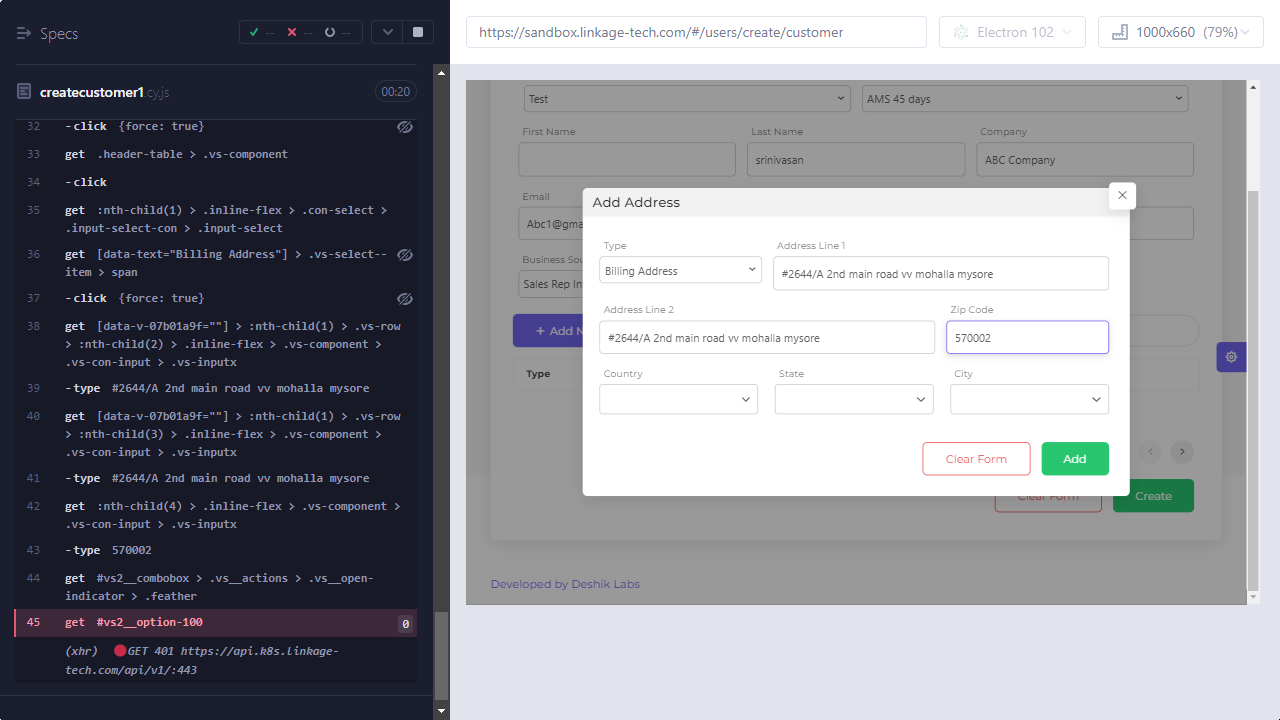 Specs
-- -- --
createcustomer1.cy.js
00:20
32 -click {force: true}
33 get .header-table > .vs-component
34 -click
35 get :nth-child(1) > .inline-flex > .con-select >
.input-select-con > .input-select
36 get [data-text="Billing Address"] > .vs-select--
item > span
37 -click {force: true}
38 get [data-v-07b01a9f=""] > :nth-child(1) > .vs-row
> :nth-child(2) > .inline-flex > .vs-component >
.vs-con-input > .vs-inputx
39 -type #2644/A 2nd main road vv mohalla mysore
40 get [data-v-07b01a9f=""] > :nth-child(1) > .vs-row
> :nth-child(3) > .inline-flex > .vs-component >
.vs-con-input > .vs-inputx
41 -type #2644/A 2nd main road vv mohalla mysore
42 get :nth-child(4) > .inline-flex > .vs-component >
.vs-con-input > .vs-inputx
43 -type 570002
44 get #vs2__combobox > .vs__actions > .vs__open-
indicator > .feather
45 get #vs2__option-100 0
(xhr) GET 401 https://api.k8s.linkage-
tech.com/api/v1/:443
https://sandbox.linkage-tech.com/#/users/create/customer
Electron 102
1000x660 (79%)
Test
AMS 45 days
First Name
Last Name
Company
srinivasan
ABC Company
Email
Abc1@gma
Business Sou
Sales Rep In
+ Add N
Type
Add Address
Type
Address Line 1
Billing Address
#2644/A 2nd main road vv mohalla mysore
Address Line 2
Zip Code
#2644/A 2nd main road vv mohalla mysore
570002
Country
State
City
Clear Form
Add
Clear Form
Create
Developed by Deshik Labs